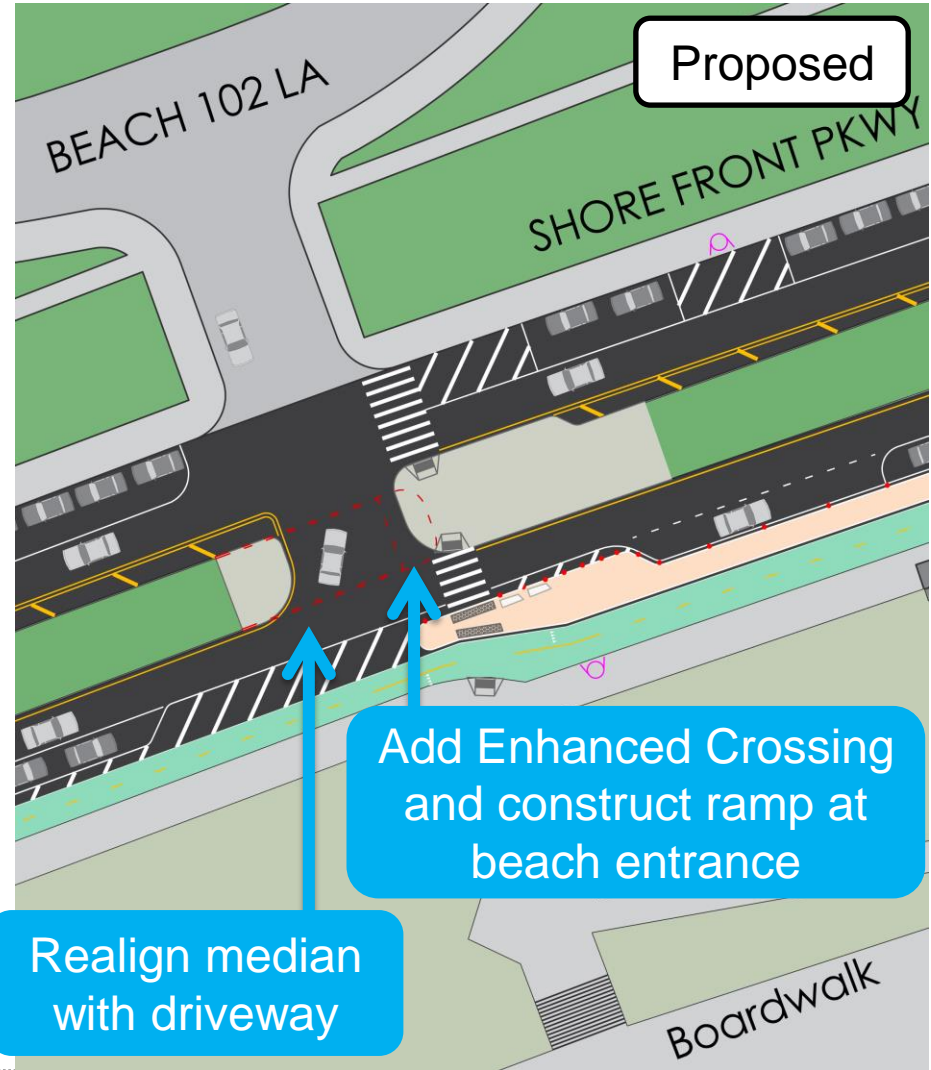 Proposed
BEACH 102 LA
SHORE FRONT PKWY
Add Enhanced Crossing
and construct ramp at
beach entrance
Realign median
with driveway
Boardwalk